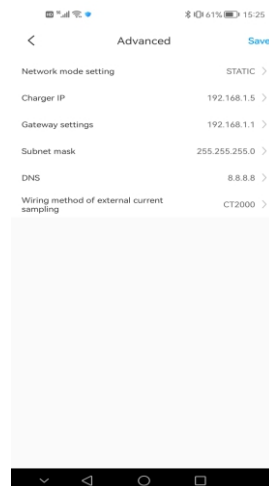 61% 15:25
Advanced
Save
Network mode setting STATIC
Charger IP 192.168.1.5
Gateway settings 192.168.1.1
Subnet mask 255.255.255.0
DNS 8.8.8.8
Wiring method of external current
sampling CT2000